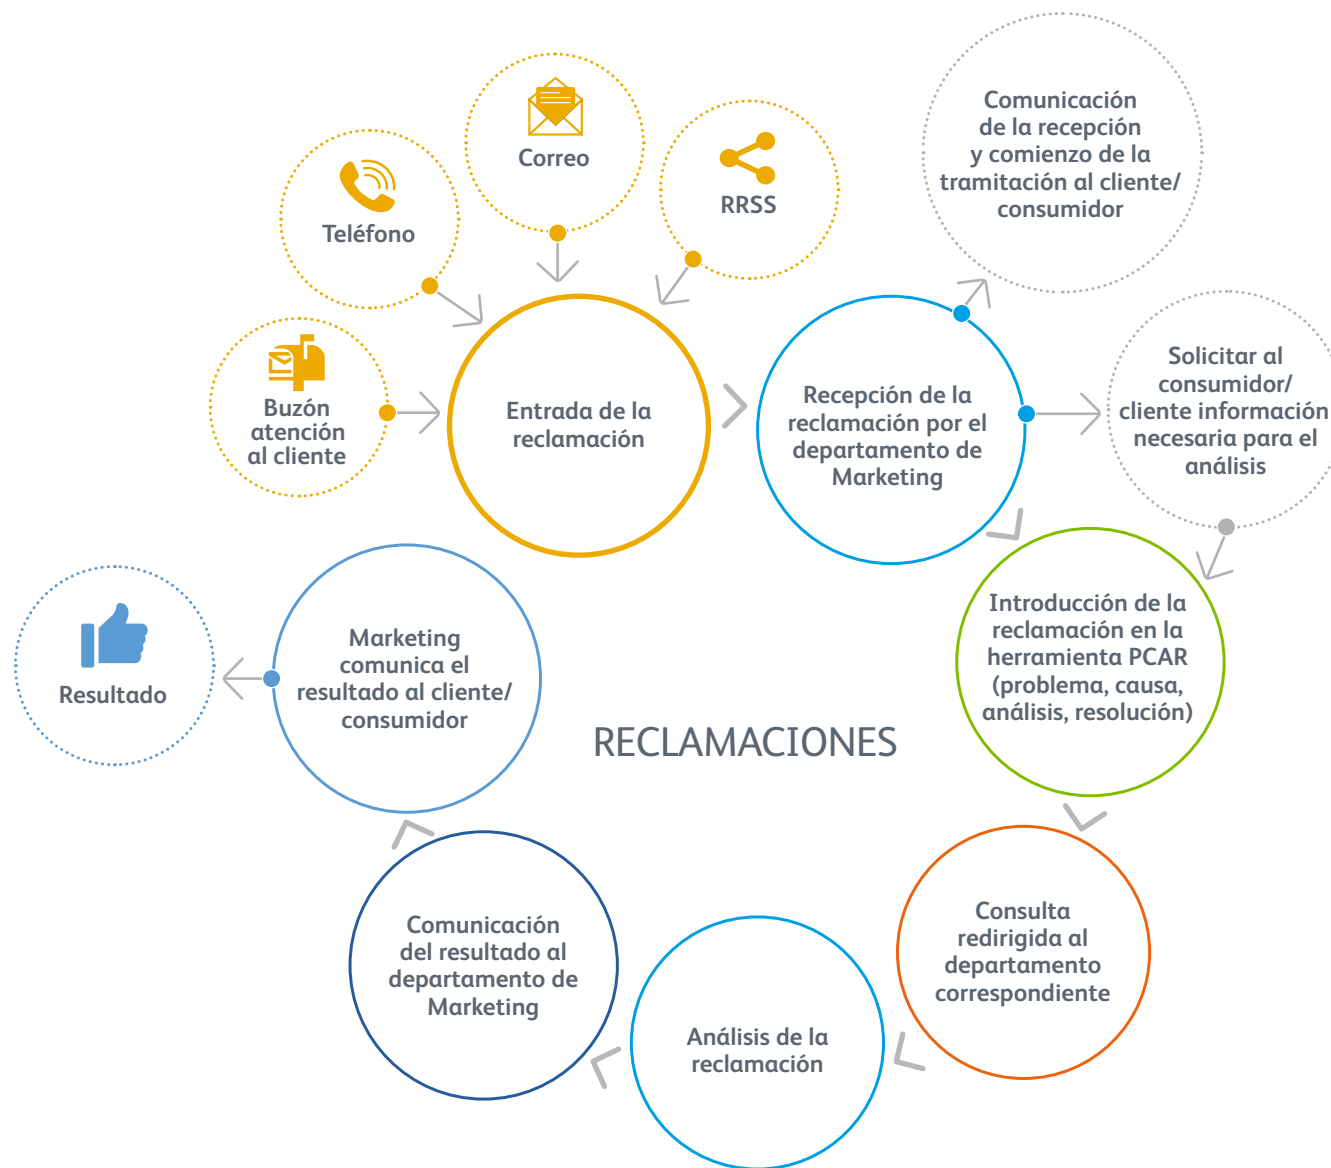 Correo
Teléfono
RRSS
Buzón
atención
al cliente
Entrada de la
reclamación
Recepción de la
reclamación por el
departamento de
Marketing
Comunicación
de la recepción
y comienzo de la
tramitación al cliente/
consumidor
Solicitar al
consumidor/
cliente información
necesaria para el
análisis
Introducción de la
reclamación en la
herramienta PCAR
(problema, causa,
análisis, resolución)
Consulta
redirigida al
departamento
correspondiente
Análisis de la
reclamación
Comunicación
del resultado al
departamento de
Marketing
Marketing
comunica el
resultado al cliente/
consumidor
Resultado
RECLAMACIONES